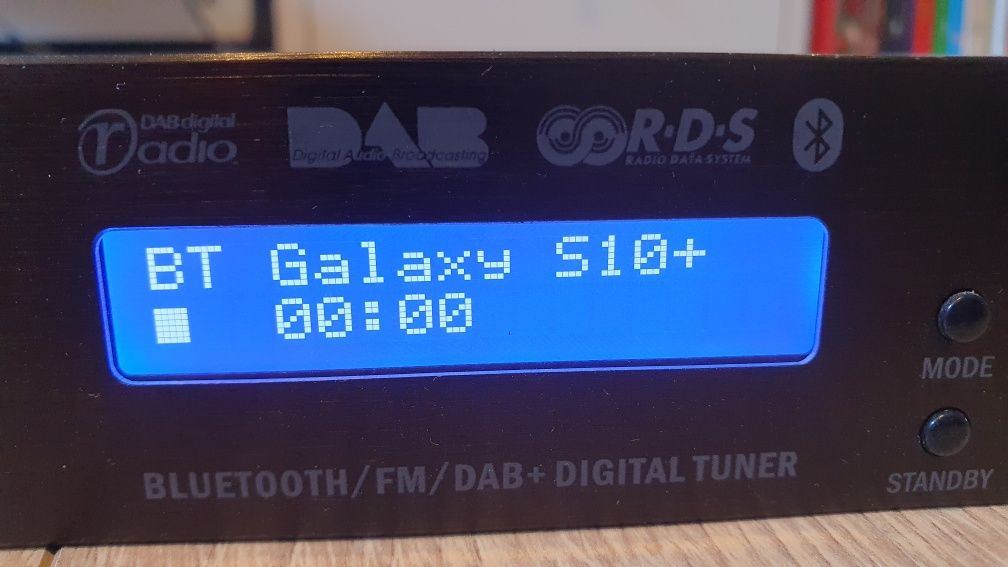 DAB digital
radio
DAB
Digital Audio Broadcasting
R·D·S
RADIO DATA SYSTEM
BT Galaxy S10+
00:00
MODE
STANDBY
BLUETOOTH/FM/DAB+ DIGITAL TUNER